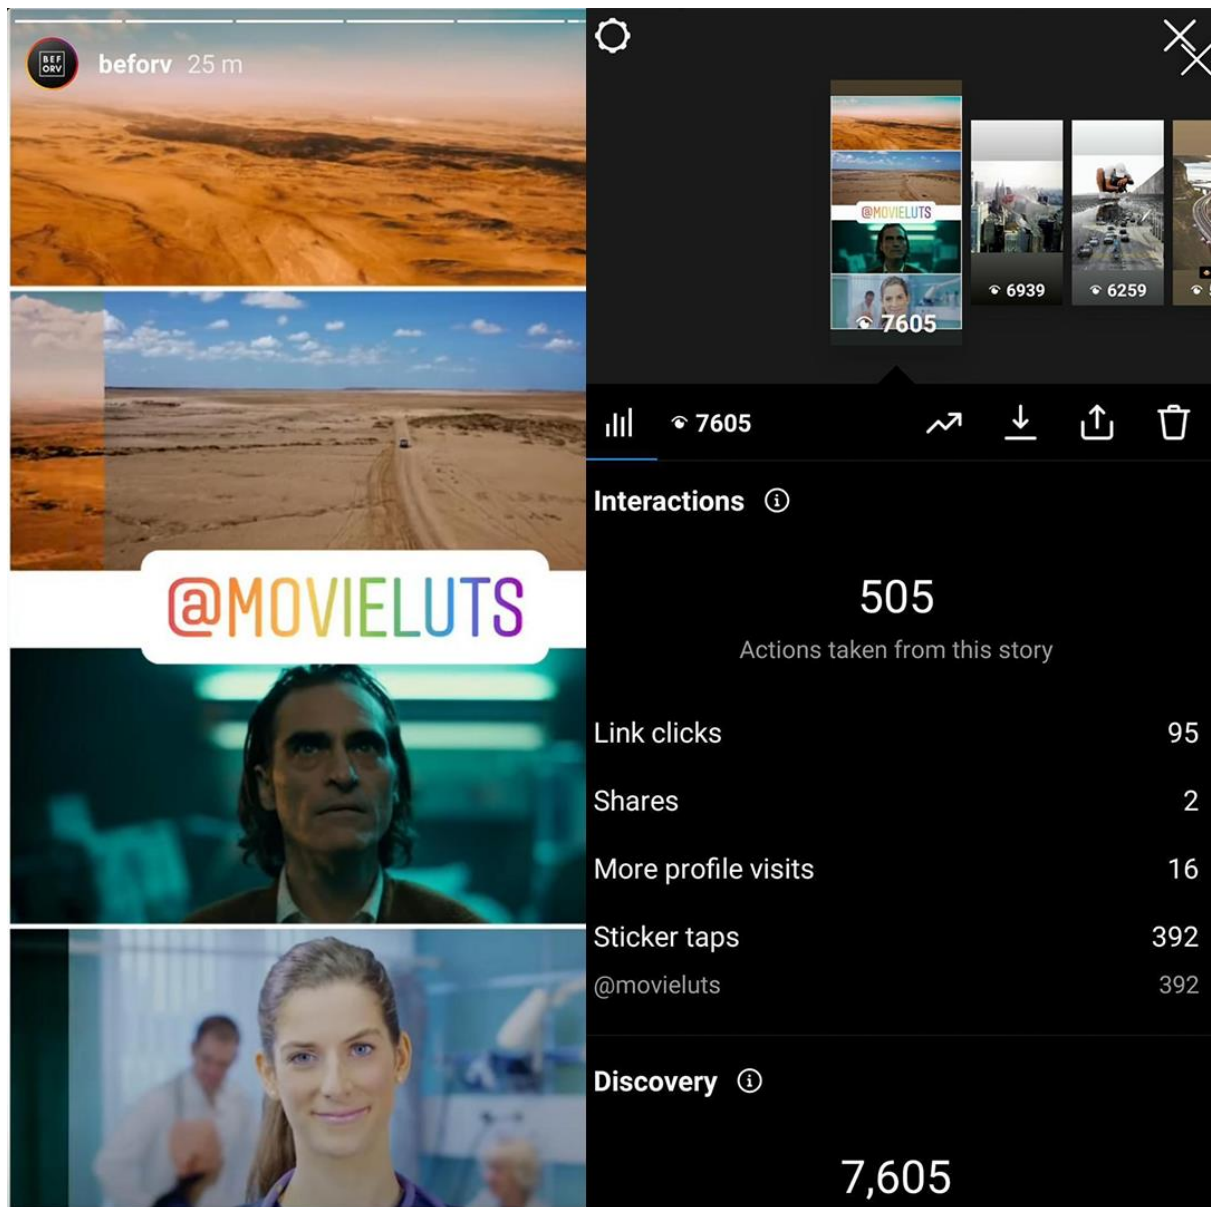 BEF
ORV
beforv 25 m
@MOVIELUTS
@MOVIELUTS
7605
6939
6259
7605
Interactions
505
Actions taken from this story
Link clicks 95
Shares 2
More profile visits 16
Sticker taps 392
@movieluts 392
Discovery
7,605